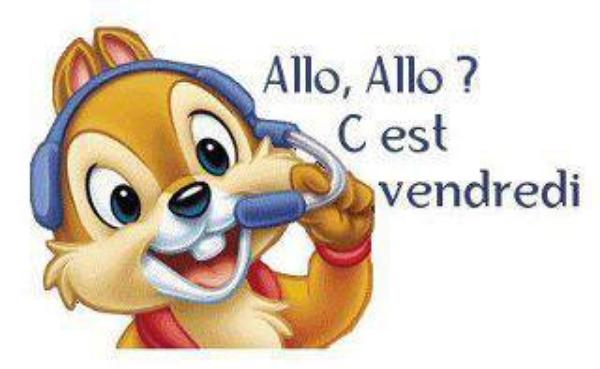 Allo, Allo ?
C est
vendredi